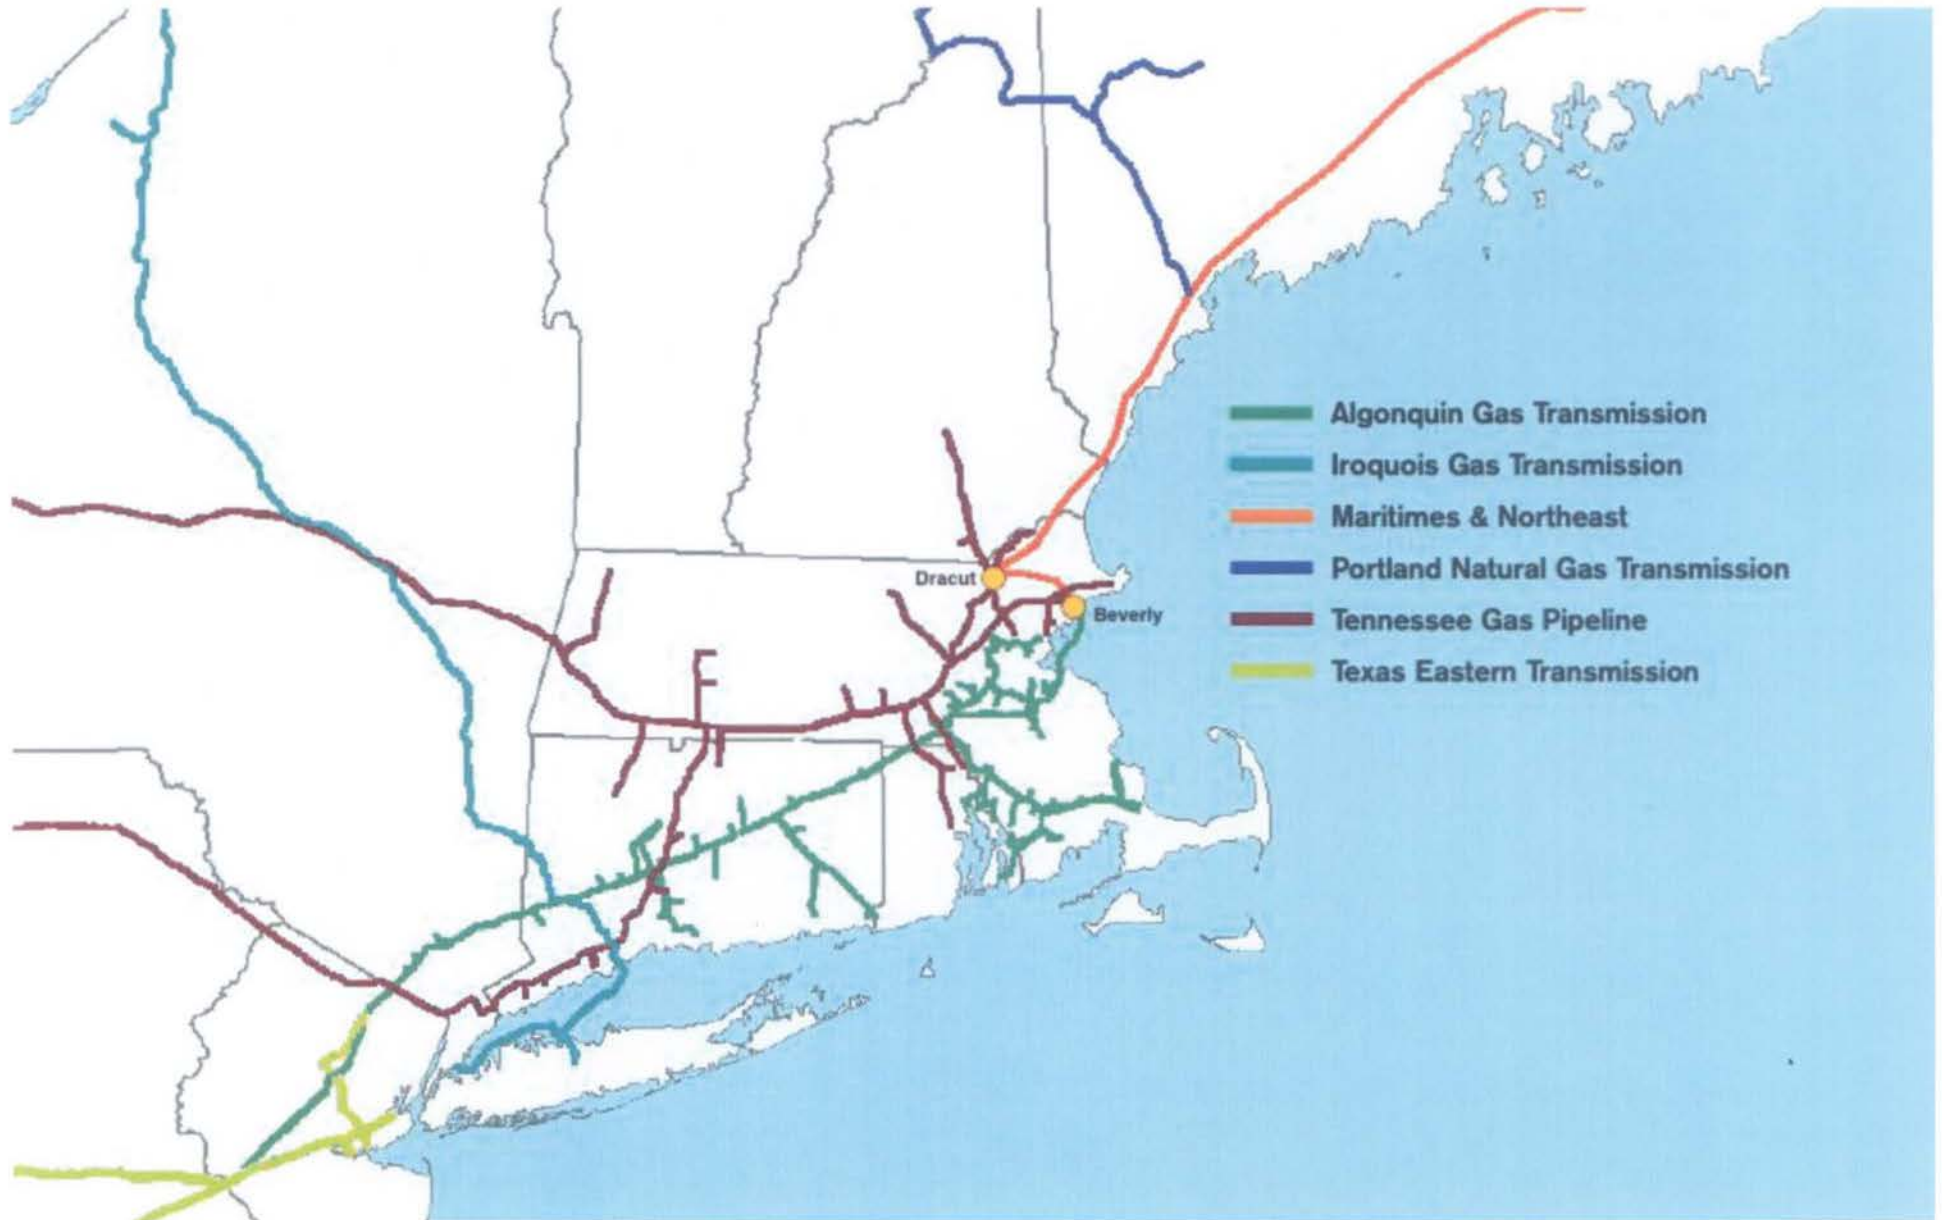 Algonquin Gas Transmission
Iroquois Gas Transmission
Maritimes & Northeast
Portland Natural Gas Transmission
Dracut
Beverly
Tennessee Gas Pipeline
Texas Eastern Transmission